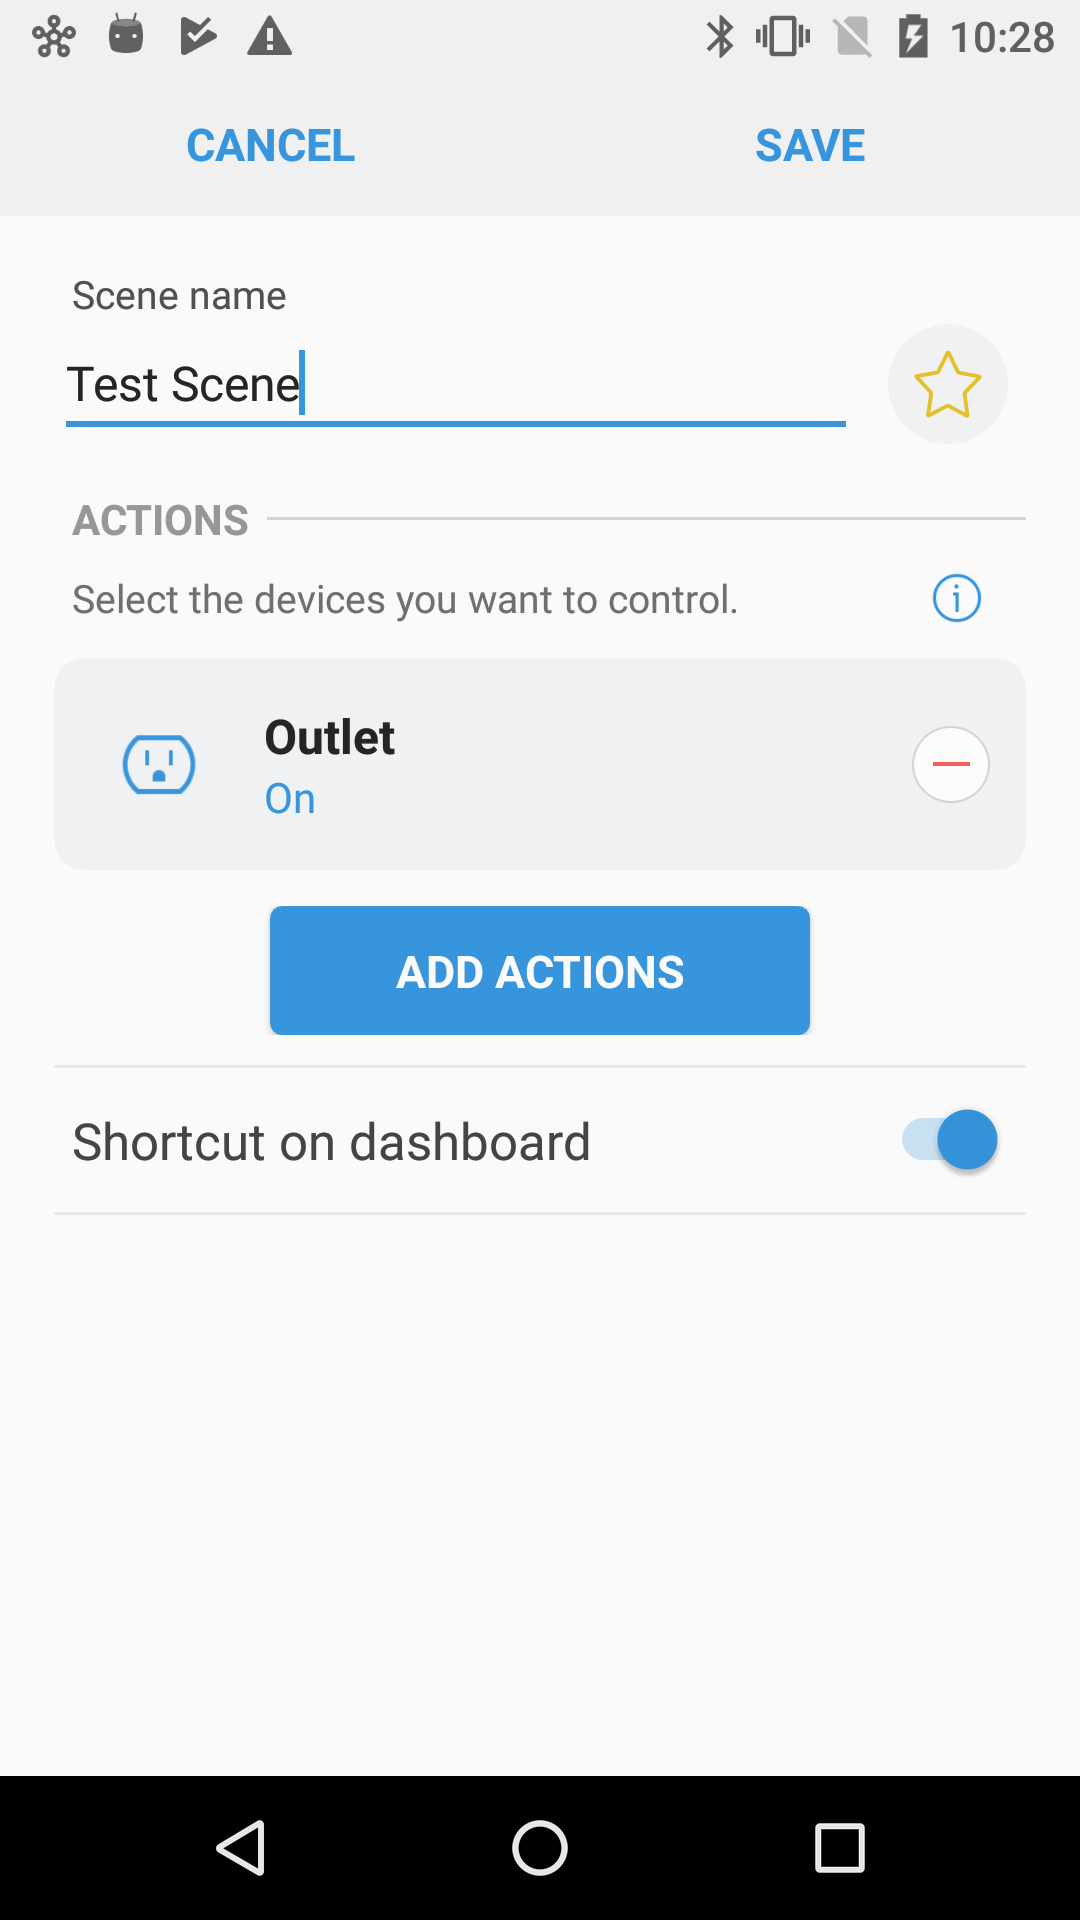 10:28
CANCEL SAVE
Scene name
Test Scene
ACTIONS
Select the devices you want to control.
Outlet
On
ADD ACTIONS
Shortcut on dashboard